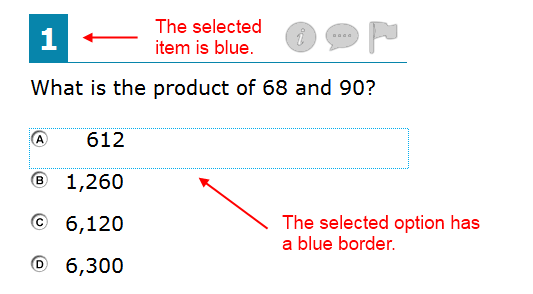 1
The selected
item is blue.
i
What is the product of 68 and 90?
A 612
B 1,260
C 6,120
D 6,300
The selected option has
a blue border.